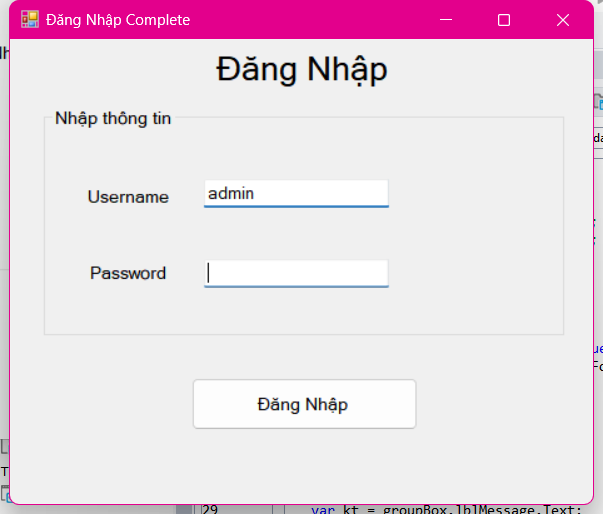 Đăng Nhập Complete
Đăng Nhập
Nhập thông tin
Username
admin
Password
Đăng Nhập
29 var kt = groupBox.lblMessage.Text;